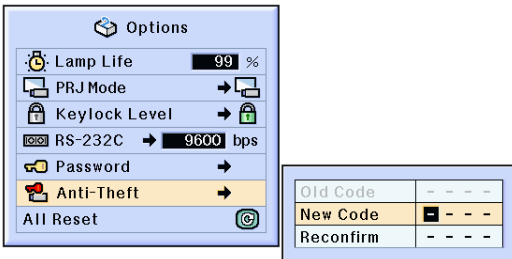 Options
Lamp Life 99 %
PRJ Mode
Keylock Level
RS-232C 9600 bps
Password
Anti-Theft
All Reset
Old Code - - - -
New Code - - - -
Reconfirm - - - -